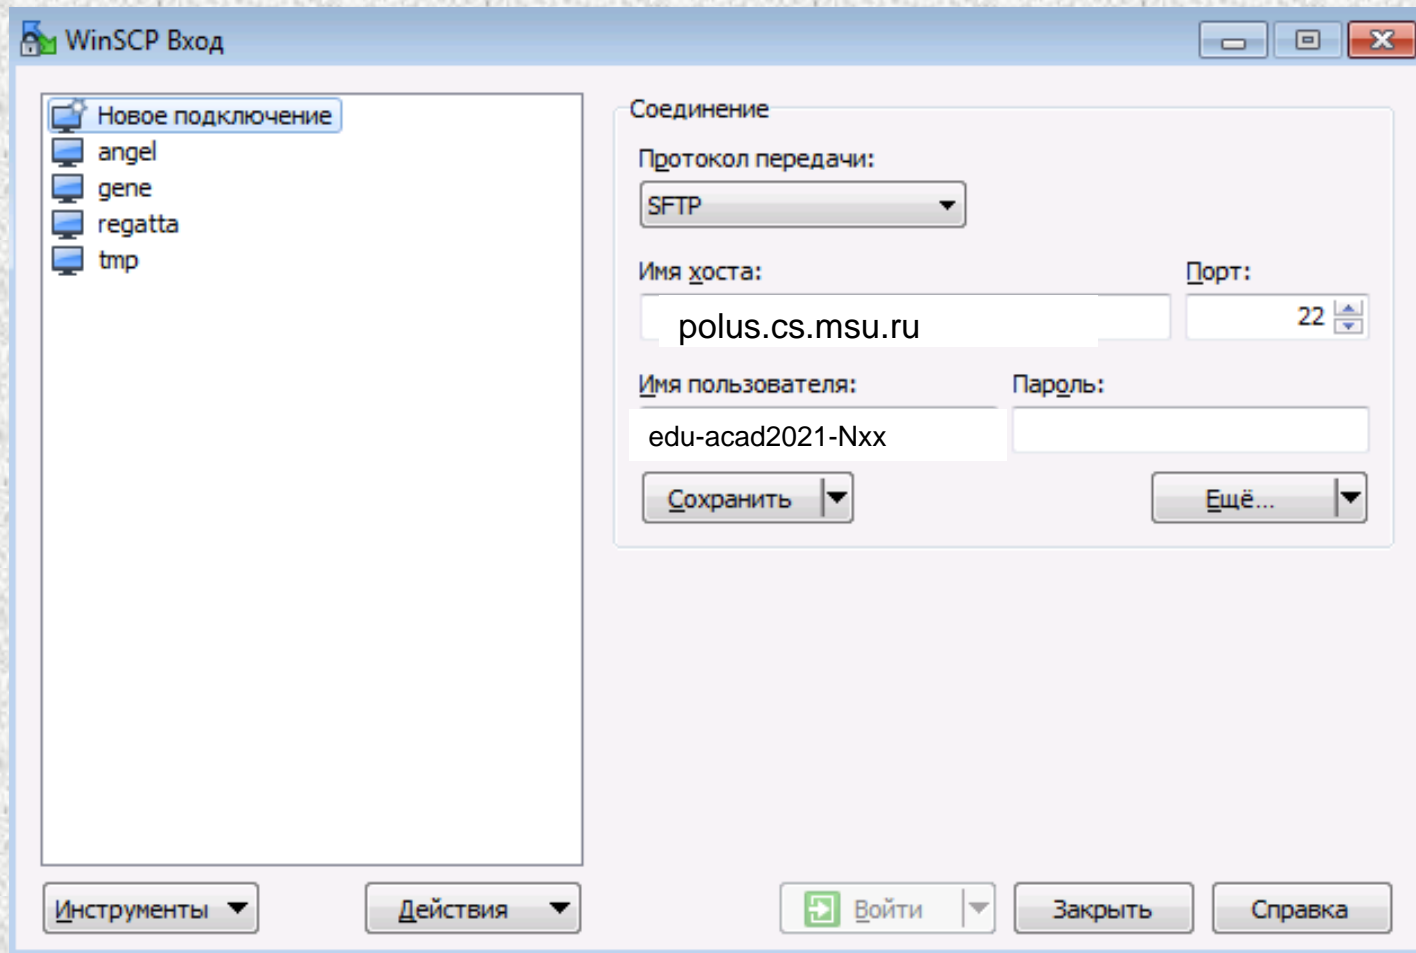 WinSCP Вход
Новое подключение
angel
gene
regatta
tmp
Соединение
Протокол передачи:
SFTP
Имя хоста: Порт:
polus.cs.msu.ru 22
Имя пользователя: Пароль:
edu-acad2021-Nxx
Сохранить Ещё...
Инструменты Действия Войти Закрыть Справка